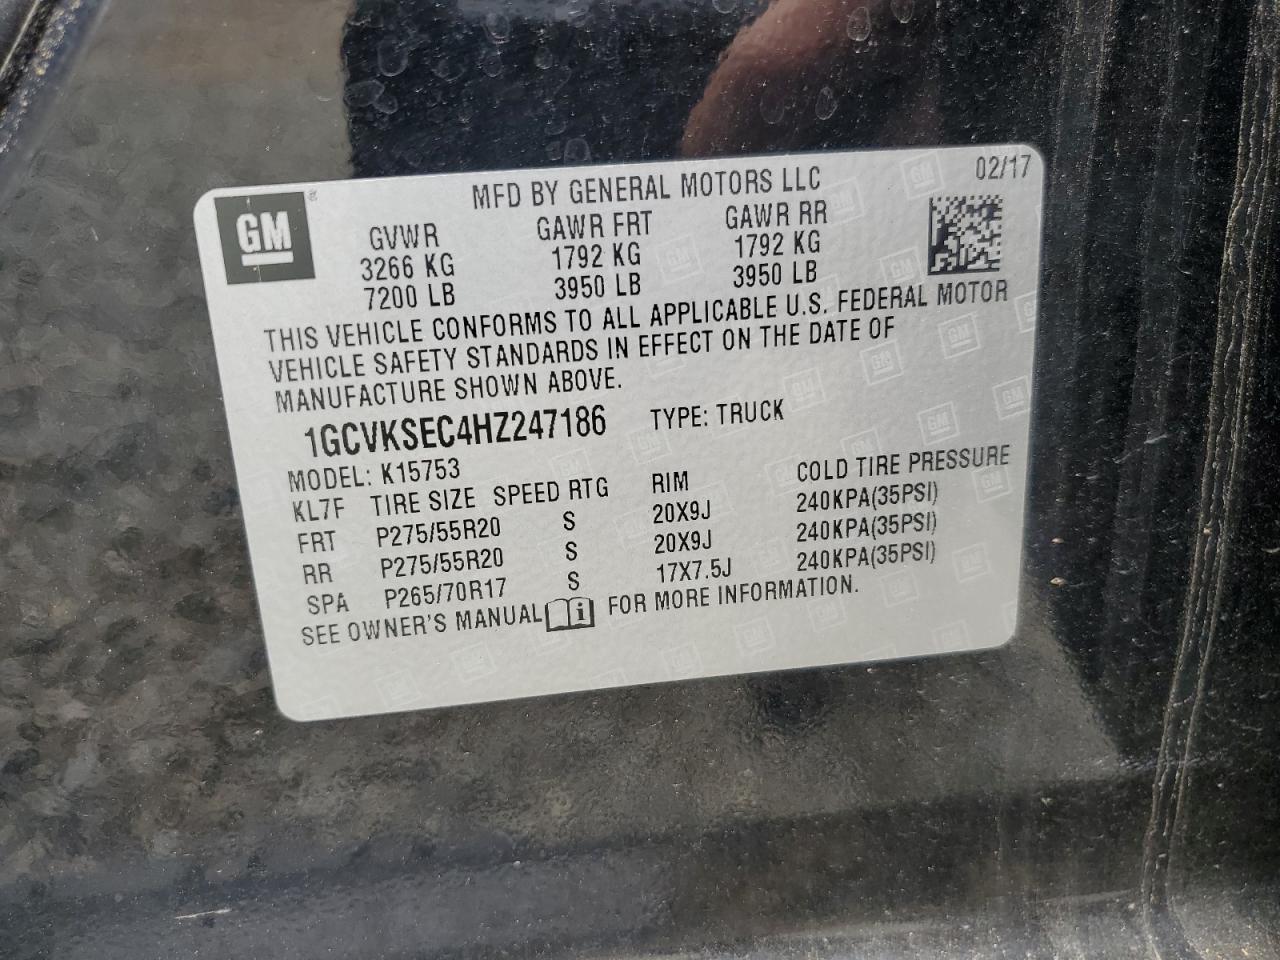 MFD BY GENERAL MOTORS LLC 02/17
GM ®
GVWR GAWR FRT GAWR RR
3266 KG 1792 KG 1792 KG
7200 LB 3950 LB 3950 LB
THIS VEHICLE CONFORMS TO ALL APPLICABLE U.S. FEDERAL MOTOR
VEHICLE SAFETY STANDARDS IN EFFECT ON THE DATE OF
MANUFACTURE SHOWN ABOVE.
1GCVKSEC4HZ247186 TYPE: TRUCK
MODEL: K15753
KL7F TIRE SIZE SPEED RTG RIM COLD TIRE PRESSURE
FRT P275/55R20 S 20X9J 240KPA(35PSI)
RR P275/55R20 S 20X9J 240KPA(35PSI)
SPA P265/70R17 S 17X7.5J 240KPA(35PSI)
SEE OWNER'S MANUAL i FOR MORE INFORMATION.